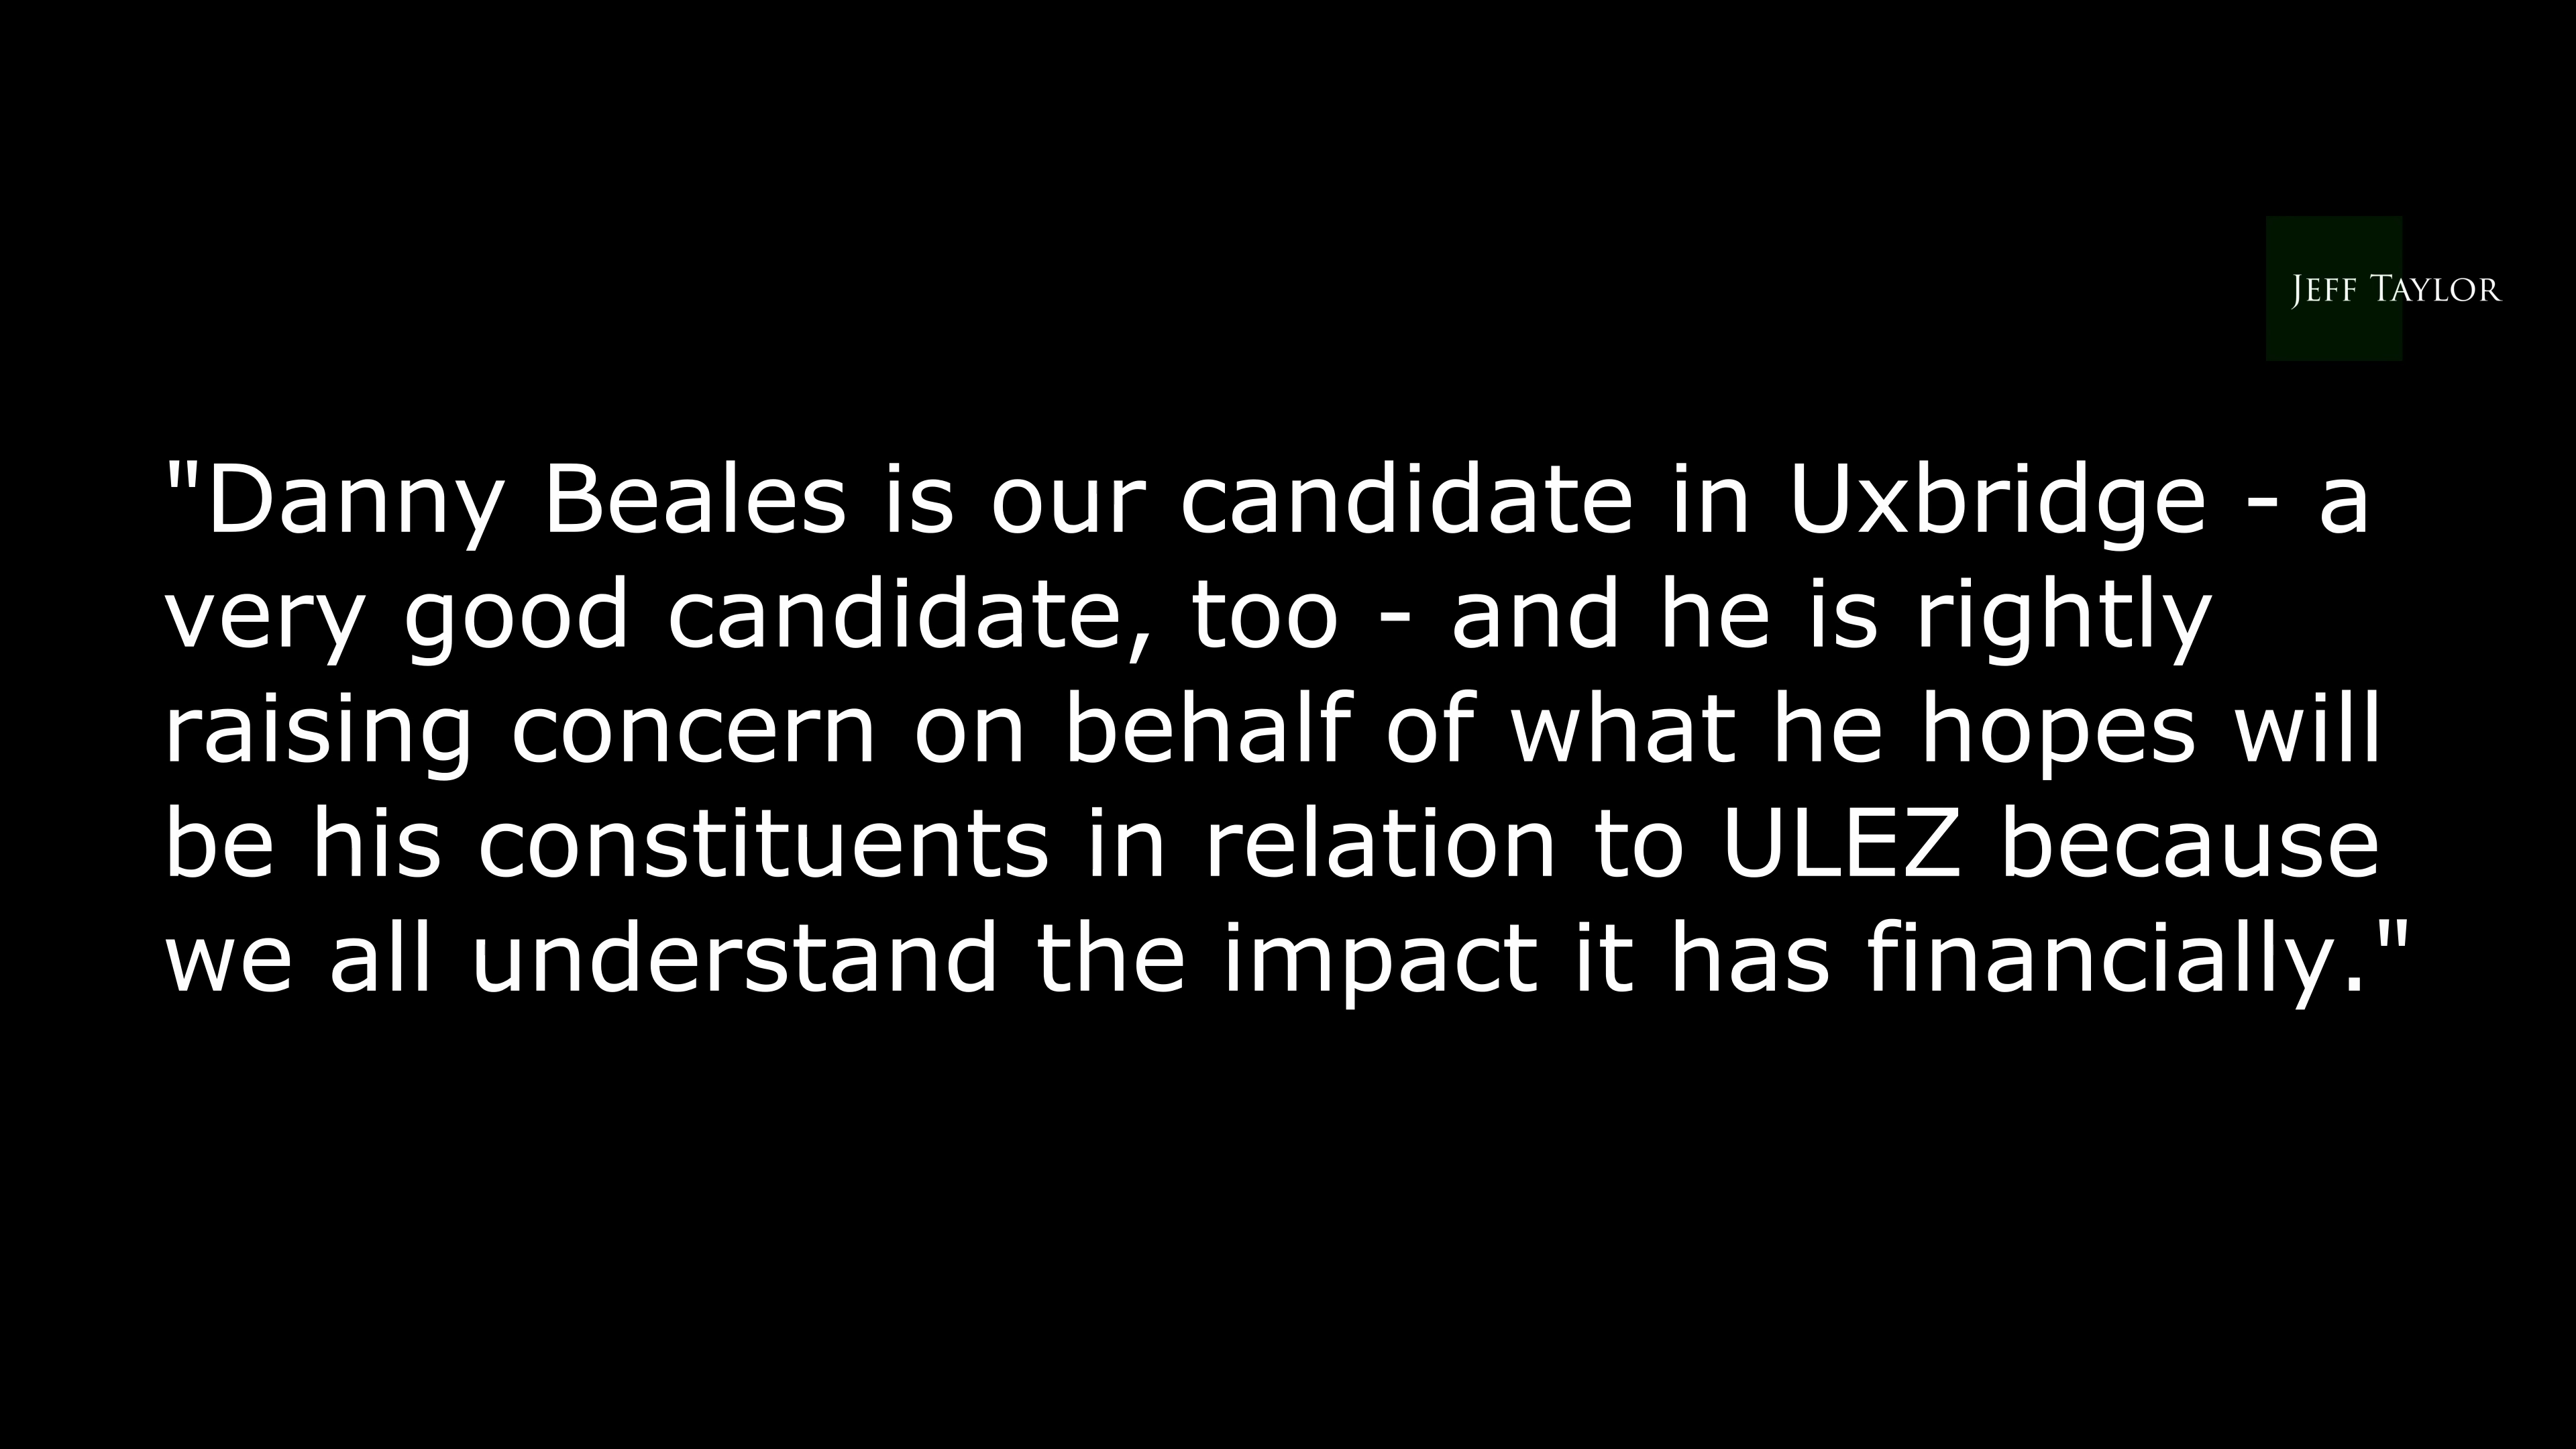 JEFF TAYLOR
"Danny Beales is our candidate in Uxbridge - a
very good candidate, too - and he is rightly
raising concern on behalf of what he hopes will
be his constituents in relation to ULEZ because
we all understand the impact it has financially."